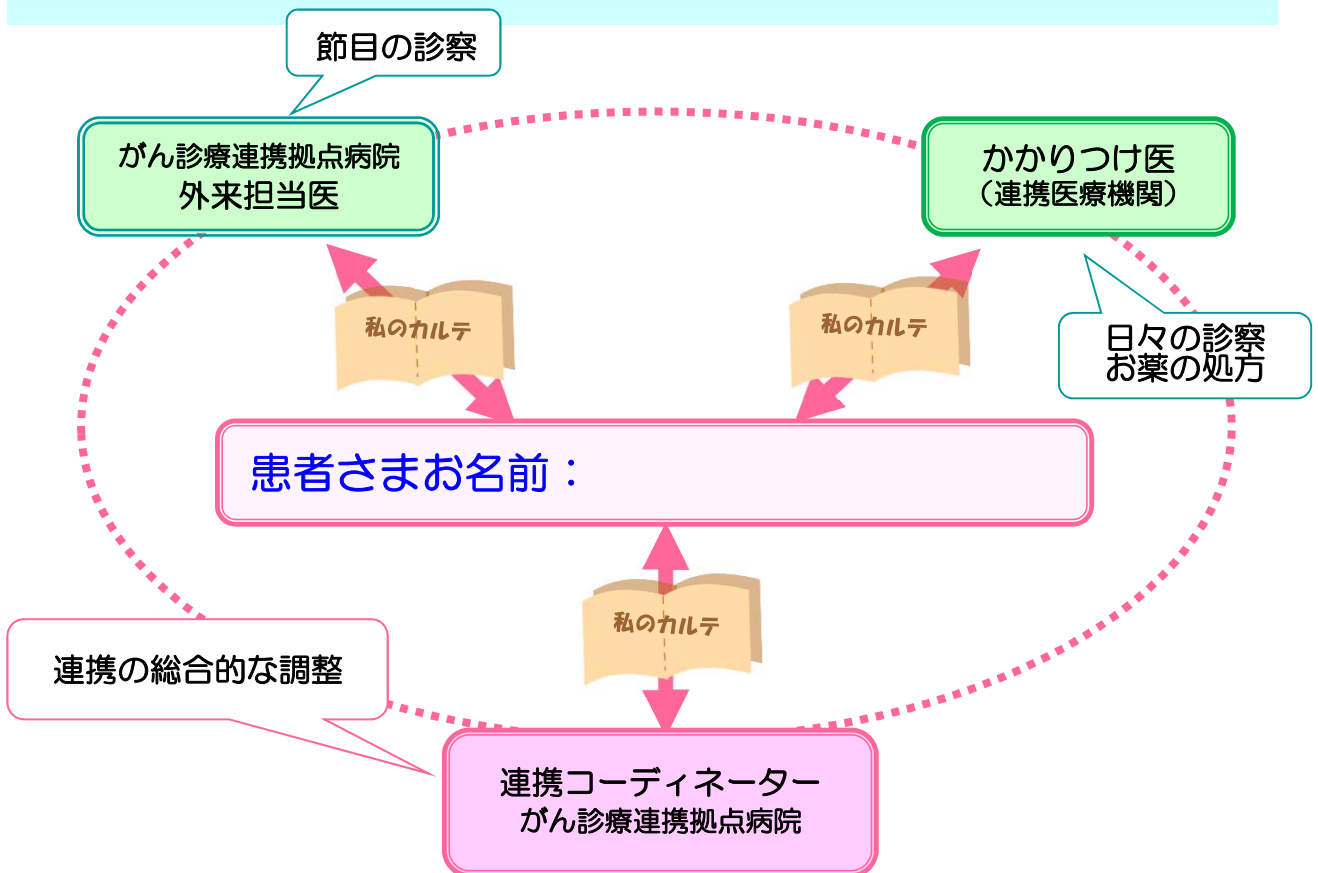 節目の診察
がん診療連携拠点病院
外来担当医
かかりつけ医
（連携医療機関）
私のカルテ
私のカルテ
日々の診察
お薬の処方
患者さまお名前：
私のカルテ
連携の総合的な調整
連携コーディネーター
がん診療連携拠点病院